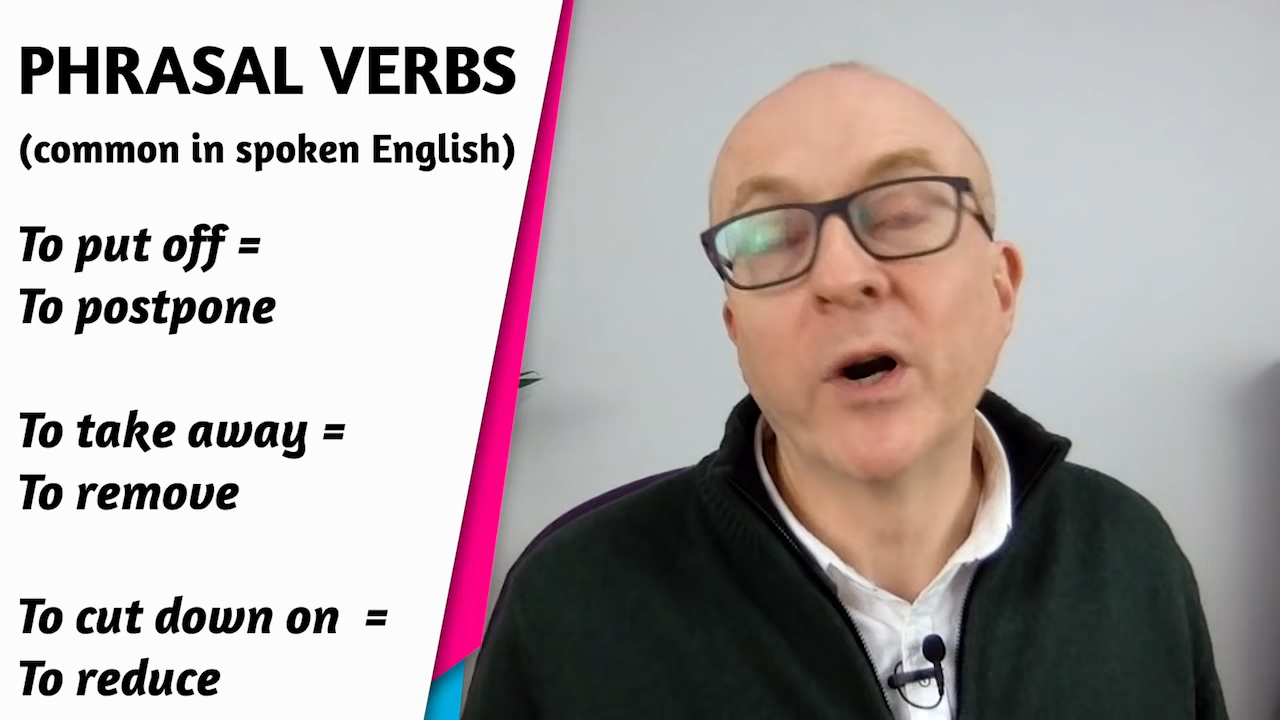 PHRASAL VERBS
(common in spoken English)
To put off =
To postpone
To take away =
To remove
To cut down on =
To reduce